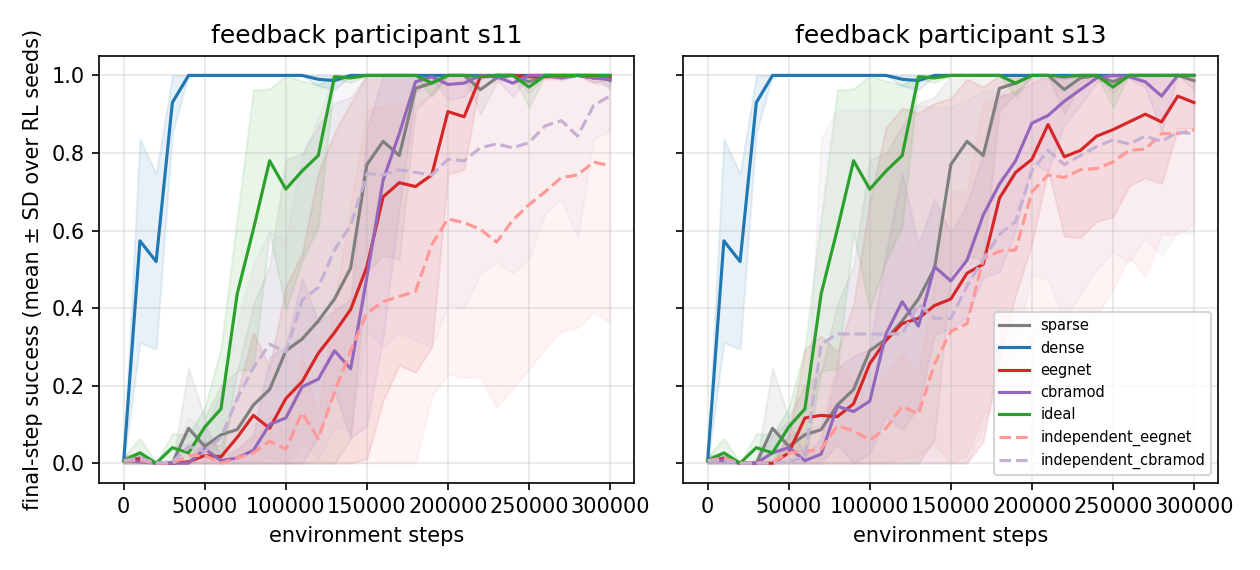 feedback participant s11
feedback participant s13
final-step success (mean ± SD over RL seeds)
1.0
0.8
0.6
0.4
0.2
0.0
0 50000 100000 150000 200000 250000 300000
0 50000 100000 150000 200000 250000 300000
environment steps
environment steps
sparse
dense
eegnet
cbramod
ideal
independent_eegnet
independent_cbramod